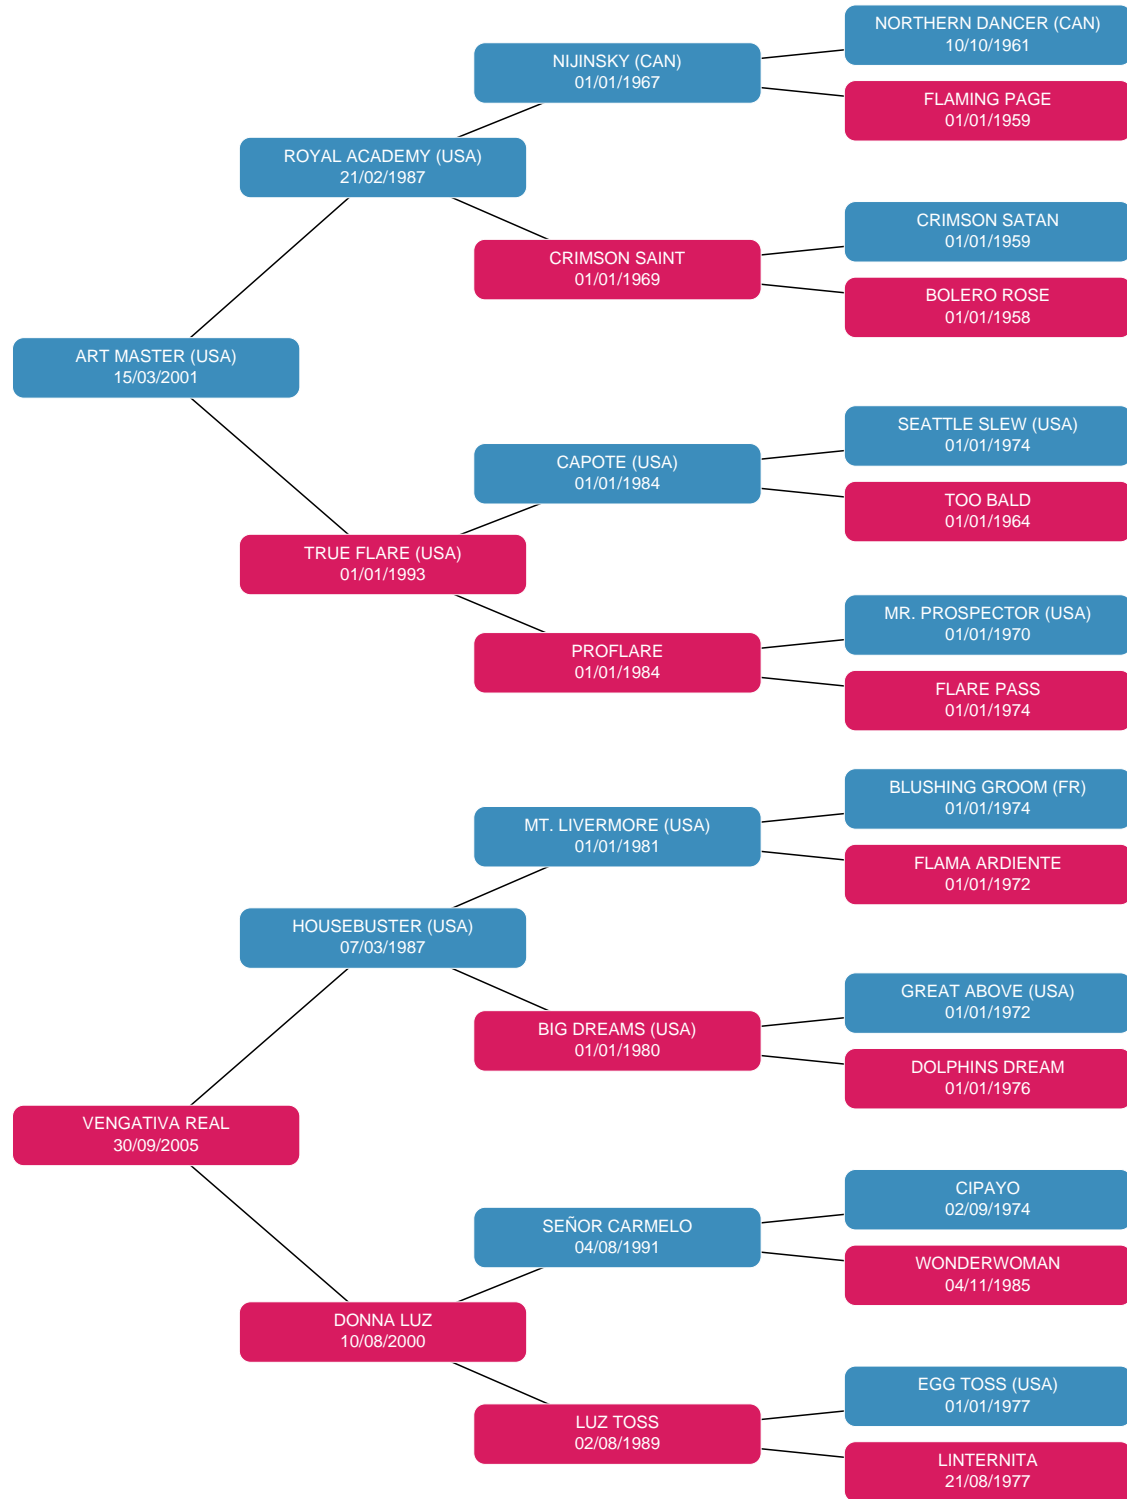 NORTHERN DANCER (CAN)
10/10/1961
NIJINSKY (CAN)
01/01/1967
FLAMING PAGE
01/01/1959
ROYAL ACADEMY (USA)
21/02/1987
CRIMSON SATAN
01/01/1959
CRIMSON SAINT
01/01/1969
BOLERO ROSE
01/01/1958
ART MASTER (USA)
15/03/2001
SEATTLE SLEW (USA)
01/01/1974
CAPOTE (USA)
01/01/1984
TOO BALD
01/01/1964
TRUE FLARE (USA)
01/01/1993
MR. PROSPECTOR (USA)
01/01/1970
PROFLARE
01/01/1984
FLARE PASS
01/01/1974
BLUSHING GROOM (FR)
01/01/1974
MT. LIVERMORE (USA)
01/01/1981
FLAMA ARDIENTE
01/01/1972
HOUSEBUSTER (USA)
07/03/1987
GREAT ABOVE (USA)
01/01/1972
BIG DREAMS (USA)
01/01/1980
DOLPHINS DREAM
01/01/1976
VENGATIVA REAL
30/09/2005
CIPAYO
02/09/1974
SEÑOR CARMELO
04/08/1991
WONDERWOMAN
04/11/1985
DONNA LUZ
10/08/2000
EGG TOSS (USA)
01/01/1977
LUZ TOSS
02/08/1989
LINTERNITA
21/08/1977